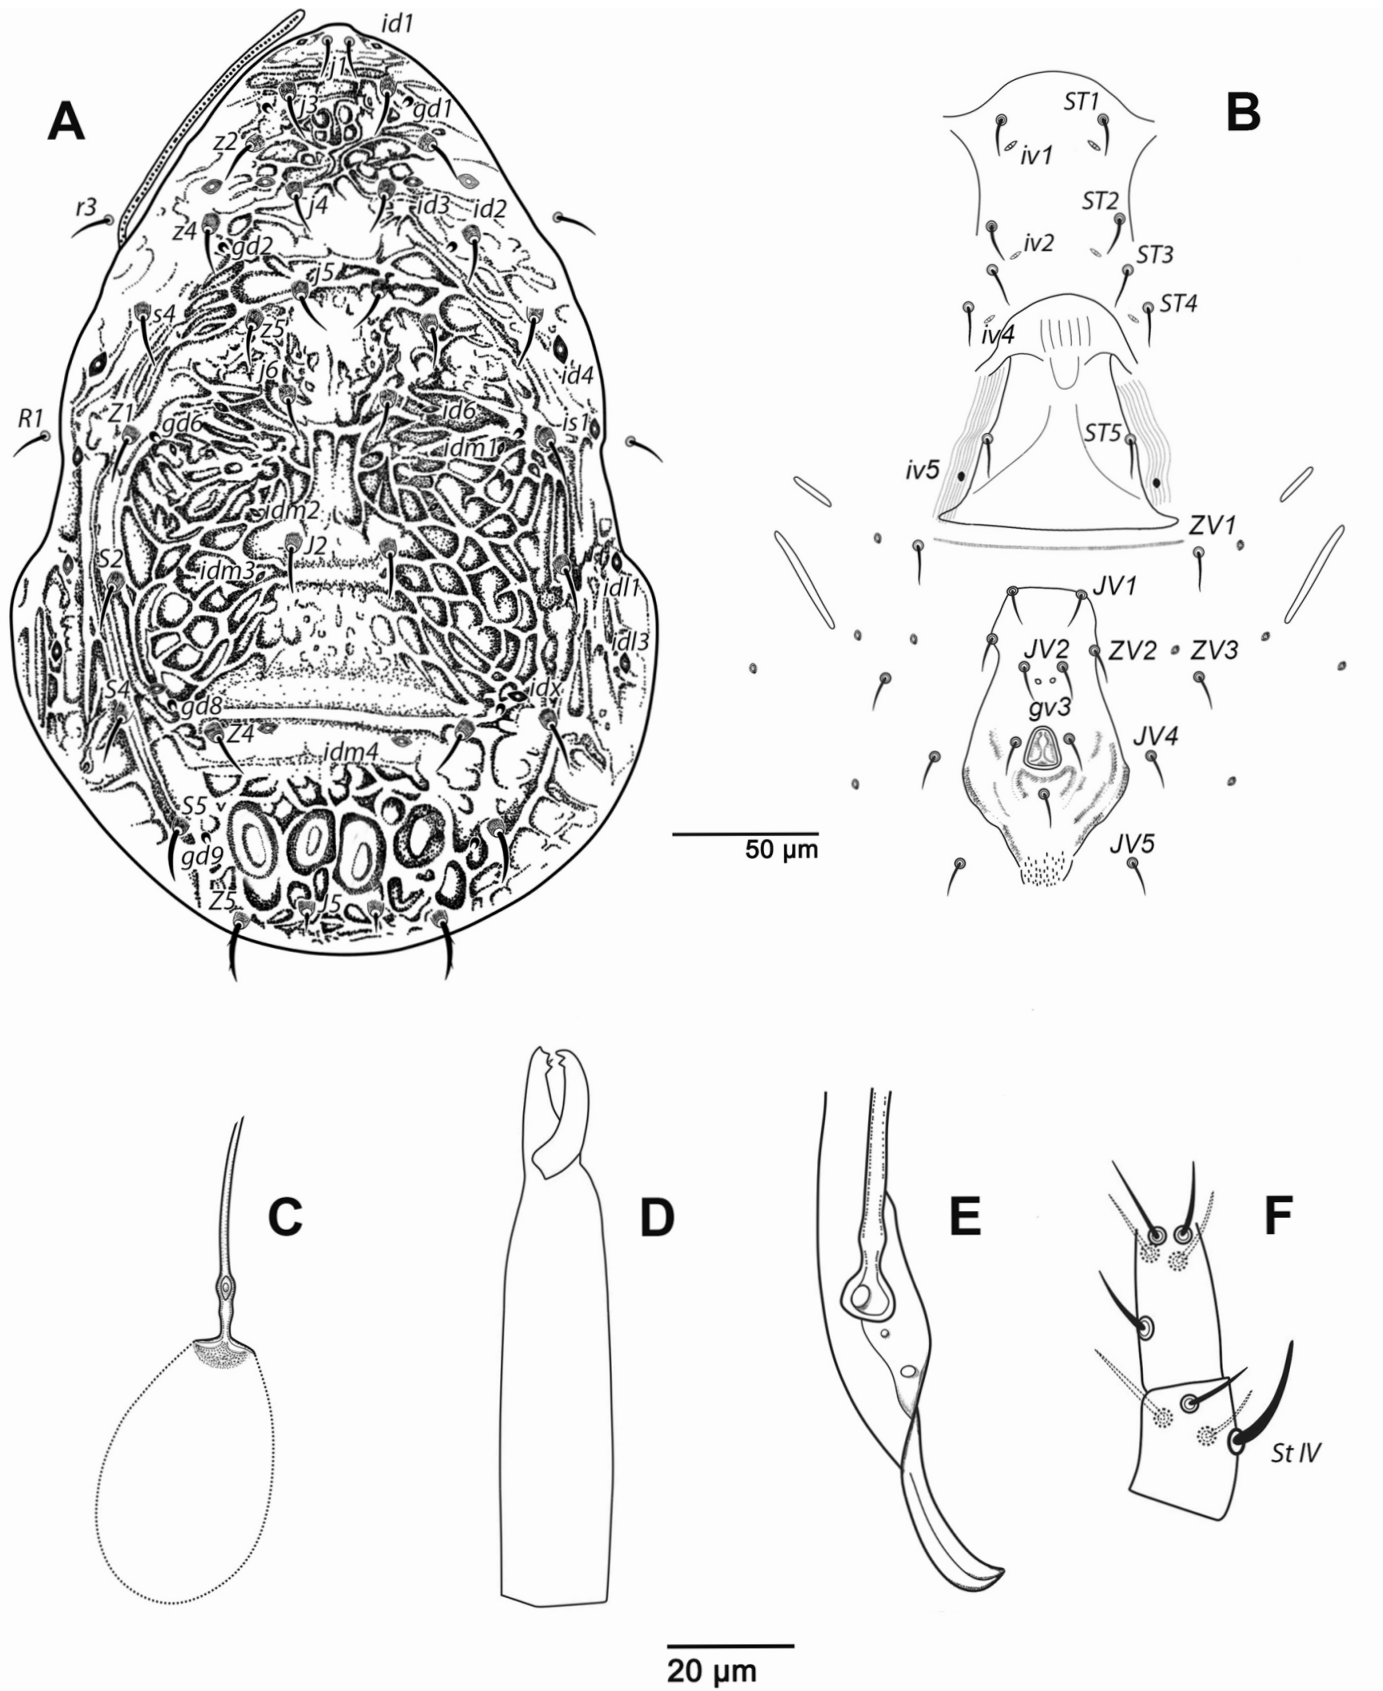 A
id1
j1
j3
gd1
z2
r3
j4
id3
id2
z4
gd2
j5
s4
z5
id4
j6
R1
Z1
gd6
id6
is1
idm1
idm2
S2
J2
idm3
idl1
idl3
S4
gd8
idx
Z4
idm4
S5
gd9
Z5
J5
B
ST1
iv1
ST2
iv2
ST3
ST4
iv4
ST5
iv5
ZV1
JV1
JV2
ZV2
ZV3
gv3
JV4
JV5
50 µm
C
D
E
F
St IV
20 µm